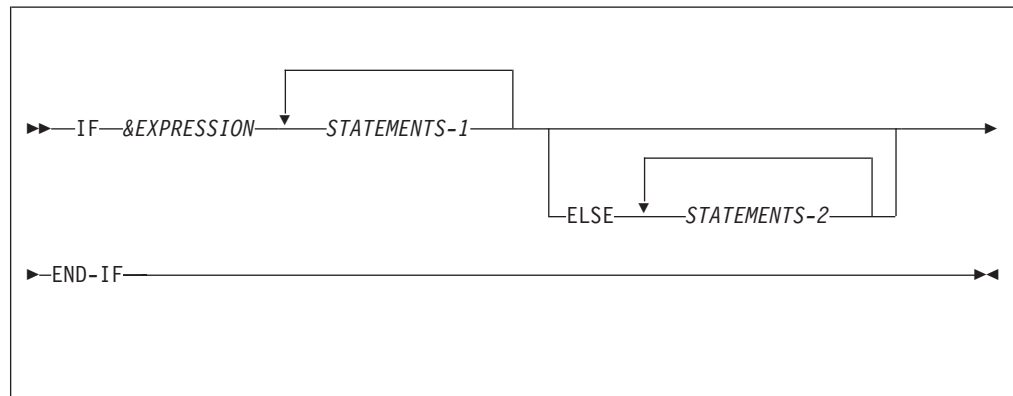 IF &EXPRESSION STATEMENTS-1
ELSE STATEMENTS-2
END-IF